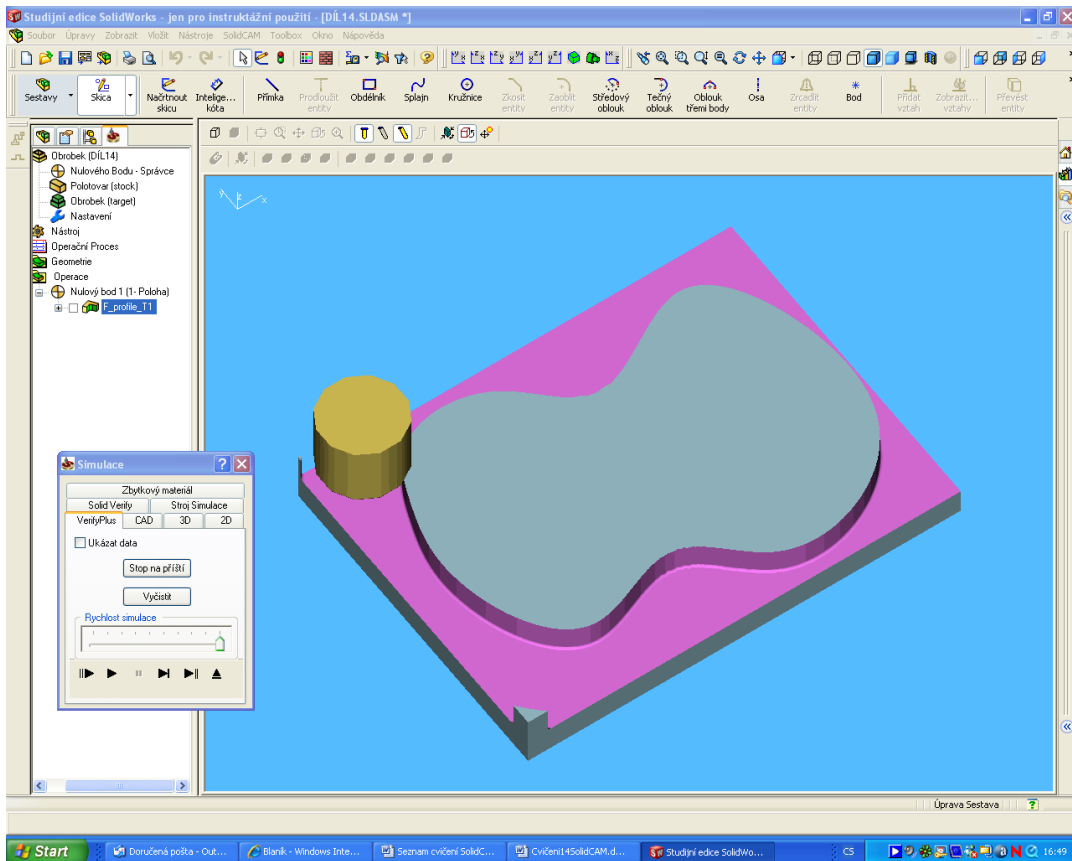 Studijní edice SolidWorks - jen pro instruktážní použití - [DÍL14.SLDASM *]
Soubor Úpravy Zobrazit Vložit Nástroje SolidCAM Toolbox Okno Nápověda
Sestavy Skica Načrtnout skicu Intelige... kóta Přímka Prodloužit entity Obdélník Splajn Kružnice Zkosit entity Zaoblit entity Středový oblouk Tečný oblouk Oblouk třemi body Osa Zrcadlit entity Bod Přidat vztah Zobrazit... vztahy Převést entity
Obrobek (DÍL14)
Nulového Bodu - Správce
Polotovar (stock)
Obrobek (target)
Nastavení
Nástroj
Operační Proces
Geometrie
Operace
Nulový bod 1 (1- Poloha)
F_profile_T1
y z x
Simulace
Zbytkový materiál
Solid Verify Stroj Simulace
VerifyPlus CAD 3D 2D
Ukázat data
Stop na příští
Vyčistit
Rychlost simulace
Úprava Sestava
Start Doručená pošta - Out... Blaník - Windows Inte... Seznam cvičení SolidC... Cvičení14SolidCAM.d... Studijní edice SolidWo... CS 16:49